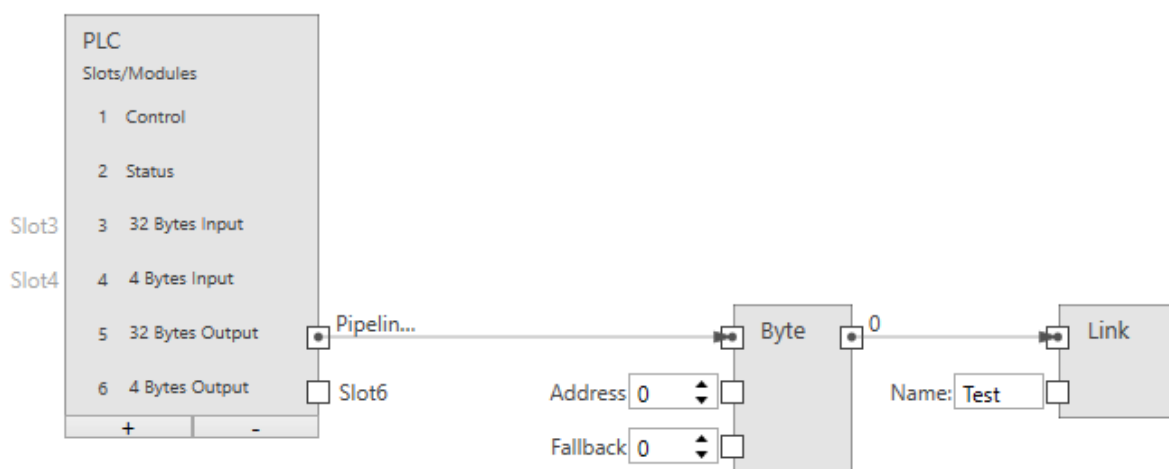 PLC
Slots/Modules
1 Control
2 Status
Slot3 3 32 Bytes Input
Slot4 4 4 Bytes Input
5 32 Bytes Output Pipelin... Byte 0 Link
6 4 Bytes Output Slot6 Address 0 Name: Test
+ -
Fallback 0